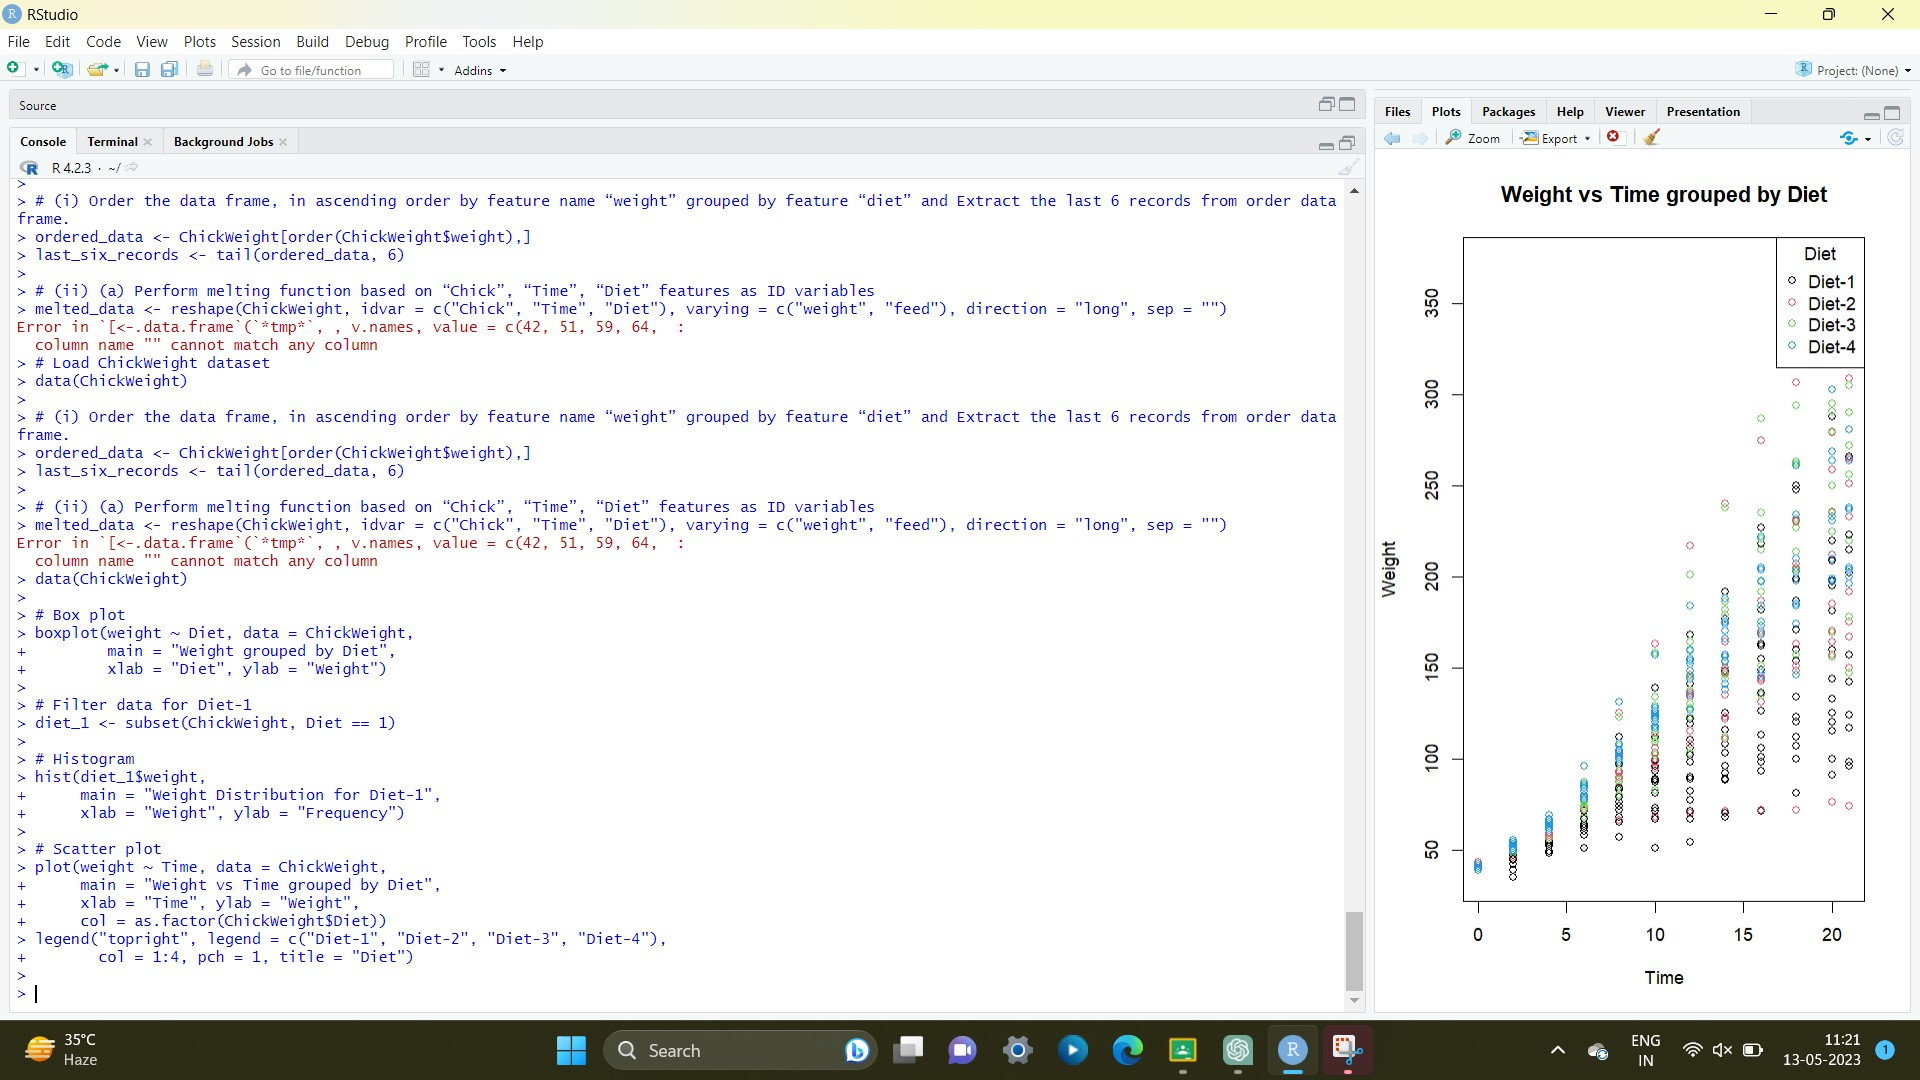 RStudio
File Edit Code View Plots Session Build Debug Profile Tools Help
Go to file/function Addins Project: (None)
Source
Console Terminal Background Jobs
R 4.2.3 · ~/
>
> # (i) Order the data frame, in ascending order by feature name “weight” grouped by feature “diet” and Extract the last 6 records from order data
frame.
> ordered_data <- ChickWeight[order(ChickWeight$weight),]
> last_six_records <- tail(ordered_data, 6)
>
> # (ii) (a) Perform melting function based on “Chick”, “Time”, “Diet” features as ID variables
> melted_data <- reshape(ChickWeight, idvar = c("Chick", "Time", "Diet"), varying = c("weight", "feed"), direction = "long", sep = "")
Error in `[<-.data.frame`(`*tmp*`, , v.names, value = c(42, 51, 59, 64,  :
  column name "" cannot match any column
> # Load ChickWeight dataset
> data(ChickWeight)
>
> # (i) Order the data frame, in ascending order by feature name “weight” grouped by feature “diet” and Extract the last 6 records from order data
frame.
> ordered_data <- ChickWeight[order(ChickWeight$weight),]
> last_six_records <- tail(ordered_data, 6)
>
> # (ii) (a) Perform melting function based on “Chick”, “Time”, “Diet” features as ID variables
> melted_data <- reshape(ChickWeight, idvar = c("Chick", "Time", "Diet"), varying = c("weight", "feed"), direction = "long", sep = "")
Error in `[<-.data.frame`(`*tmp*`, , v.names, value = c(42, 51, 59, 64,  :
  column name "" cannot match any column
> data(ChickWeight)
>
> # Box plot
> boxplot(weight ~ Diet, data = ChickWeight,
+         main = "Weight grouped by Diet",
+         xlab = "Diet", ylab = "Weight")
>
> # Filter data for Diet-1
> diet_1 <- subset(ChickWeight, Diet == 1)
>
> # Histogram
> hist(diet_1$weight,
+      main = "Weight Distribution for Diet-1",
+      xlab = "Weight", ylab = "Frequency")
>
> # Scatter plot
> plot(weight ~ Time, data = ChickWeight,
+      main = "Weight vs Time grouped by Diet",
+      xlab = "Time", ylab = "Weight",
+      col = as.factor(ChickWeight$Diet))
> legend("topright", legend = c("Diet-1", "Diet-2", "Diet-3", "Diet-4"),
+        col = 1:4, pch = 1, title = "Diet")
>
>
Files Plots Packages Help Viewer Presentation
Zoom Export
Weight vs Time grouped by Diet
Diet
Diet-1
Diet-2
Diet-3
Diet-4
350
300
250
200
150
100
50
Weight
0 5 10 15 20
Time
35°C
Haze
Search
ENG
IN
11:21
13-05-2023
1